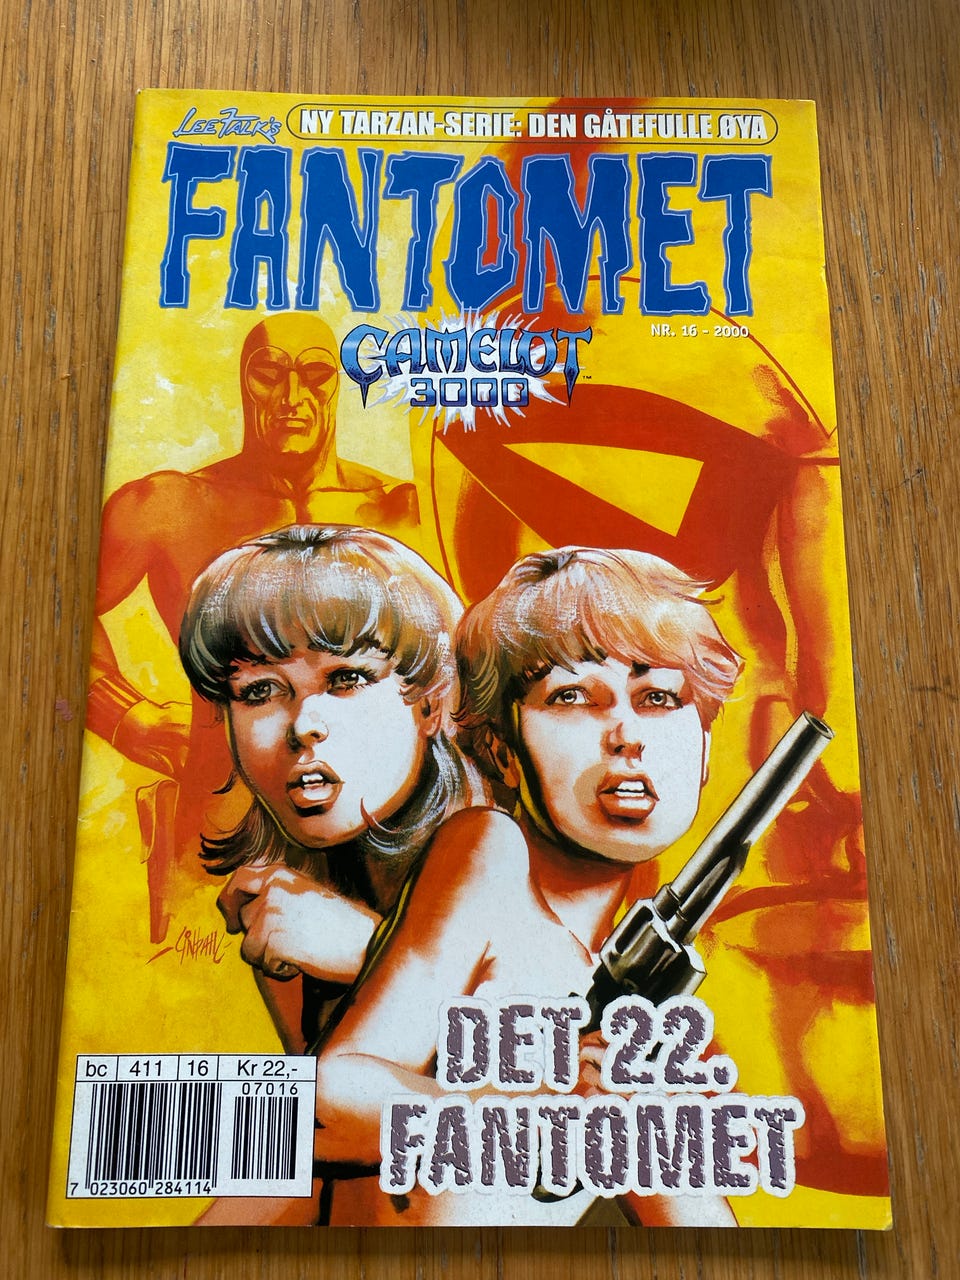 LEE FALK'S
NY TARZAN-SERIE: DEN GÅTEFULLE ØYA
FANTOMET
NR. 16 - 2000
CAMELOT
3000™
DET 22.
FANTOMET
bc 411 16 Kr 22,-
07016
7 023060 284114